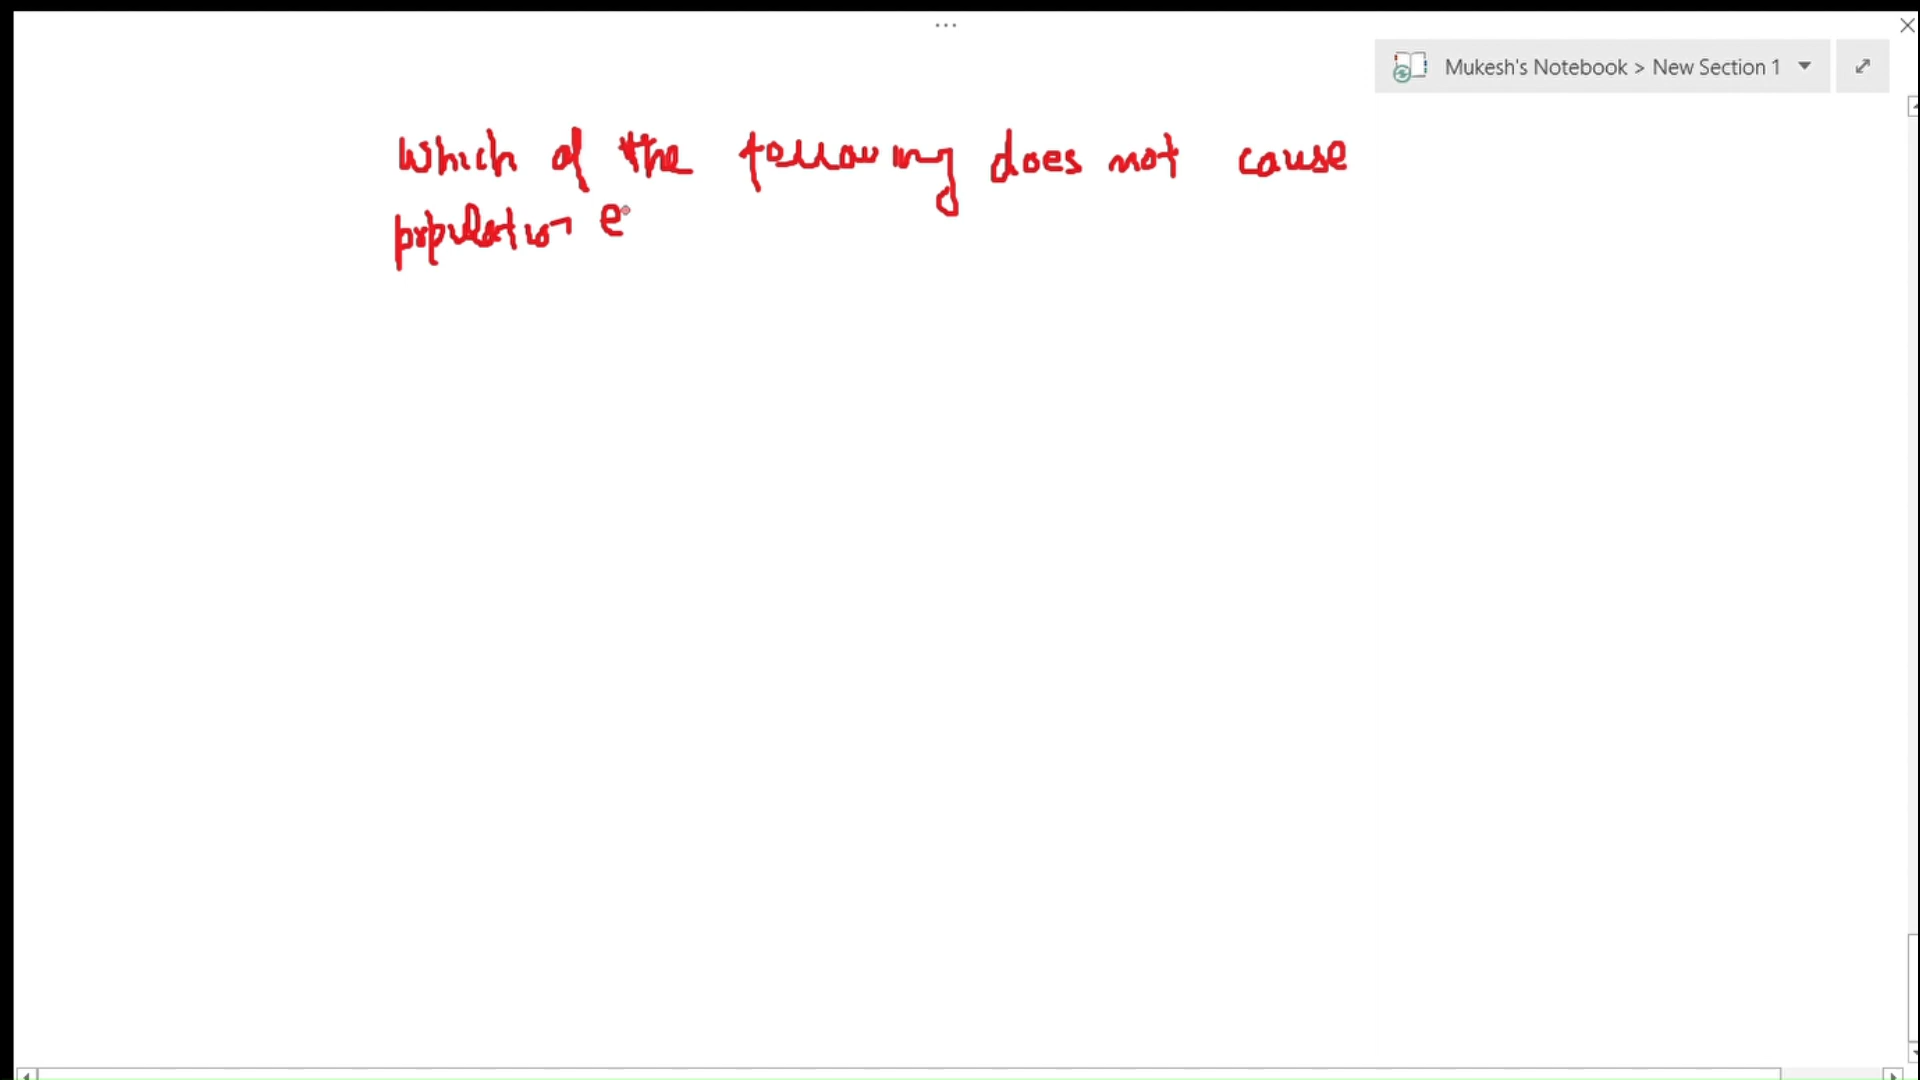 Mukesh's Notebook > New Section 1
which of the following does not cause
population e